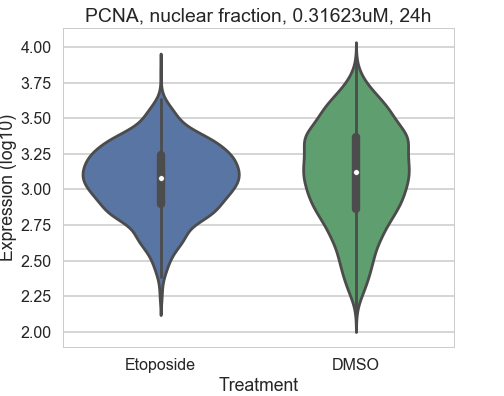 PCNA, nuclear fraction, 0.31623uM, 24h
Expression (log10)
4.00
3.75
3.50
3.25
3.00
2.75
2.50
2.25
2.00
Etoposide DMSO
Treatment